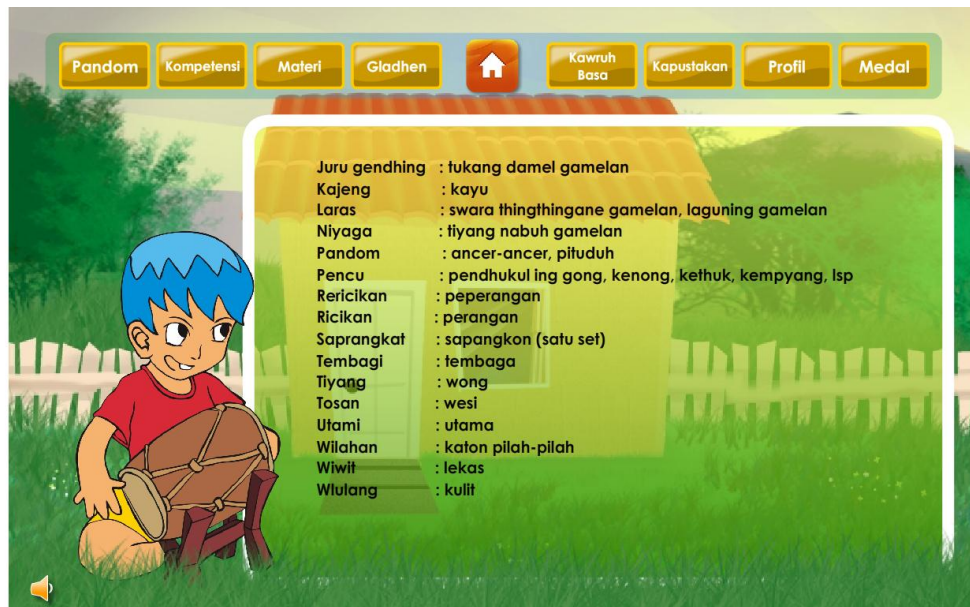 Pandom Kompetensi Materi Gladhen Kawruh Basa Kapustakan Profil Medal
Juru gendhing : tukang damel gamelan
Kajeng : kayu
Laras : swara thingthingane gamelan, laguning gamelan
Niyaga : tiyang nabuh gamelan
Pandom : ancer-ancer, pituduh
Pencu : pendhukul ing gong, kenong, kethuk, kempyang, lsp
Rericikan : peperangan
Ricikan : perangan
Saprangkat : sapangkon (satu set)
Tembagi : tembaga
Tiyang : wong
Tosan : wesi
Utami : utama
Wilahan : katon pilah-pilah
Wiwit : lekas
Wlulang : kulit